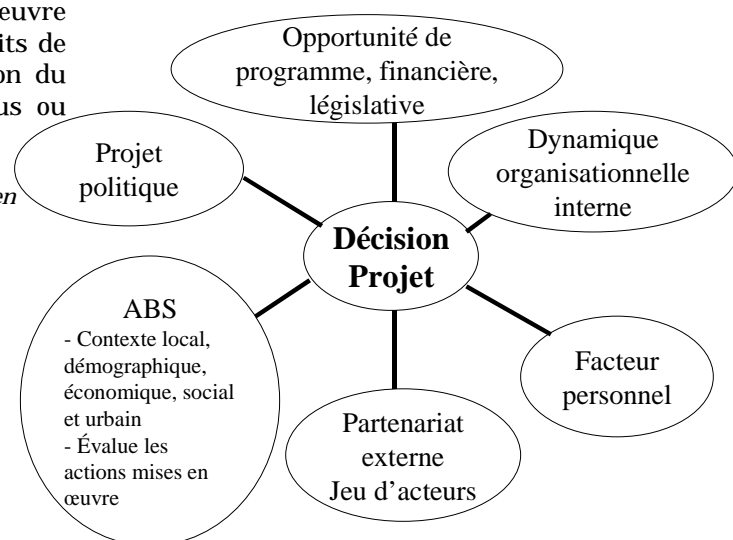 euvre
its de
on du
us ou
en
Opportunité de
programme, financière,
législative
Projet
politique
Dynamique
organisationnelle
interne
Décision
Projet
ABS
- Contexte local,
démographique,
économique, social
et urbain
- Évalue les
actions mises en
œuvre
Partenariat
externe
Jeu d'acteurs
Facteur
personnel